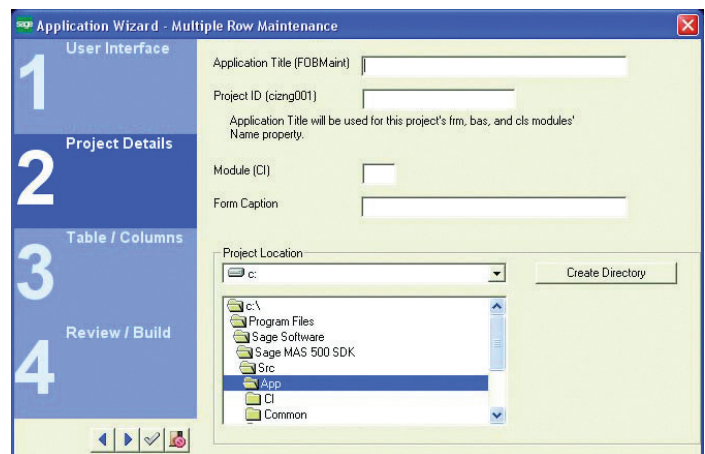 sage Application Wizard - Multiple Row Maintenance
1 User Interface
2 Project Details
3 Table / Columns
4 Review / Build
Application Title (FOBMaint)
Project ID (cizng001)
Application Title will be used for this project's frm, bas, and cls modules'
Name property.
Module (CI)
Form Caption
Project Location
c:
Create Directory
c:\
Program Files
Sage Software
Sage MAS 500 SDK
Src
App
CI
Common